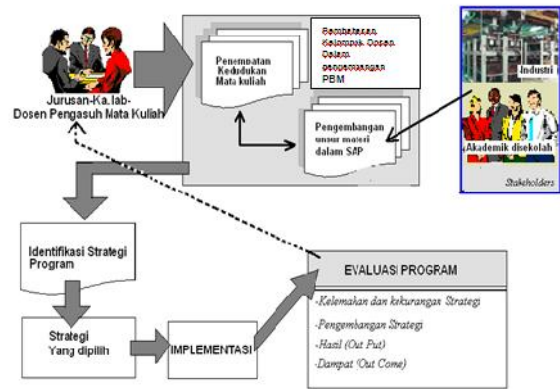 Jurusan-Ka.lab-
Dosen Pengasuh Mata Kuliah
Penempatan
Kedudukan
Mata kuliah
Kelompok Dosen
Dalam
PBM
Pengembangan
unsur materi
dalam SAP
Industri
Akademik disekolah
Stakeholders
Identifikasi Strategi
Program
Strategi
Yang dipilih
IMPLEMENTASI
EVALUASI PROGRAM
-Kelemahan dan kekurangan Strategi
-Pengembangan Strategi
-Hasil (Out Put)
-Dampat (Out Come)